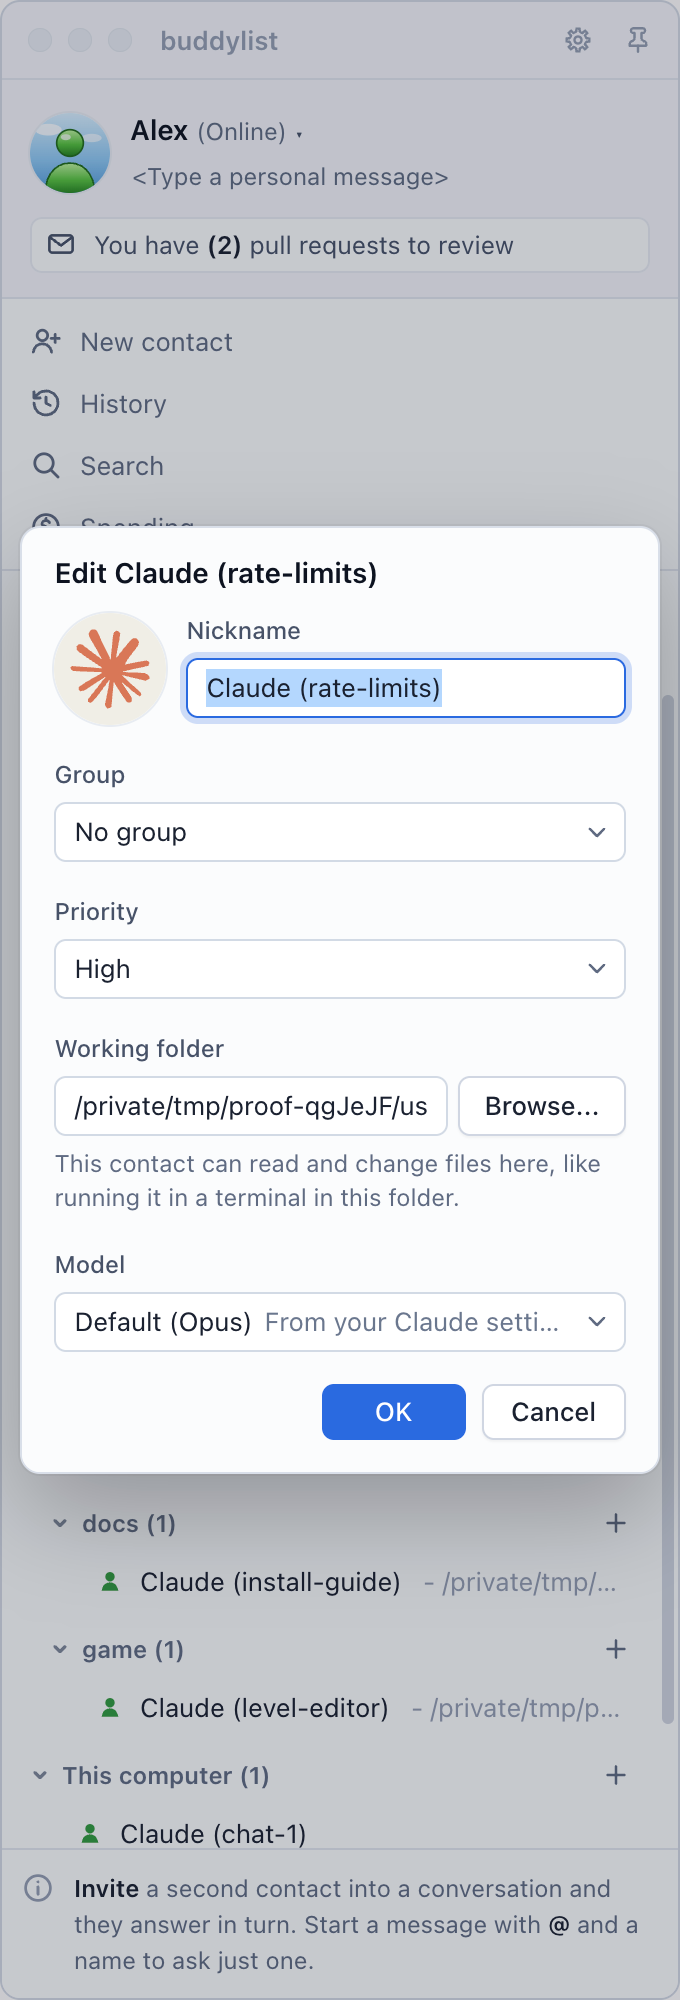 buddylist
Alex (Online)
<Type a personal message>
You have (2) pull requests to review
New contact
History
Search
Spending
Edit Claude (rate-limits)
Nickname
Claude (rate-limits)
Group
No group
Priority
High
Working folder
/private/tmp/proof-qgJeJF/us
Browse...
This contact can read and change files here, like
running it in a terminal in this folder.
Model
Default (Opus) From your Claude setti...
OK
Cancel
docs (1)
Claude (install-guide) - /private/tmp/...
game (1)
Claude (level-editor) - /private/tmp/p...
This computer (1)
Claude (chat-1)
Invite a second contact into a conversation and
they answer in turn. Start a message with @ and a
name to ask just one.